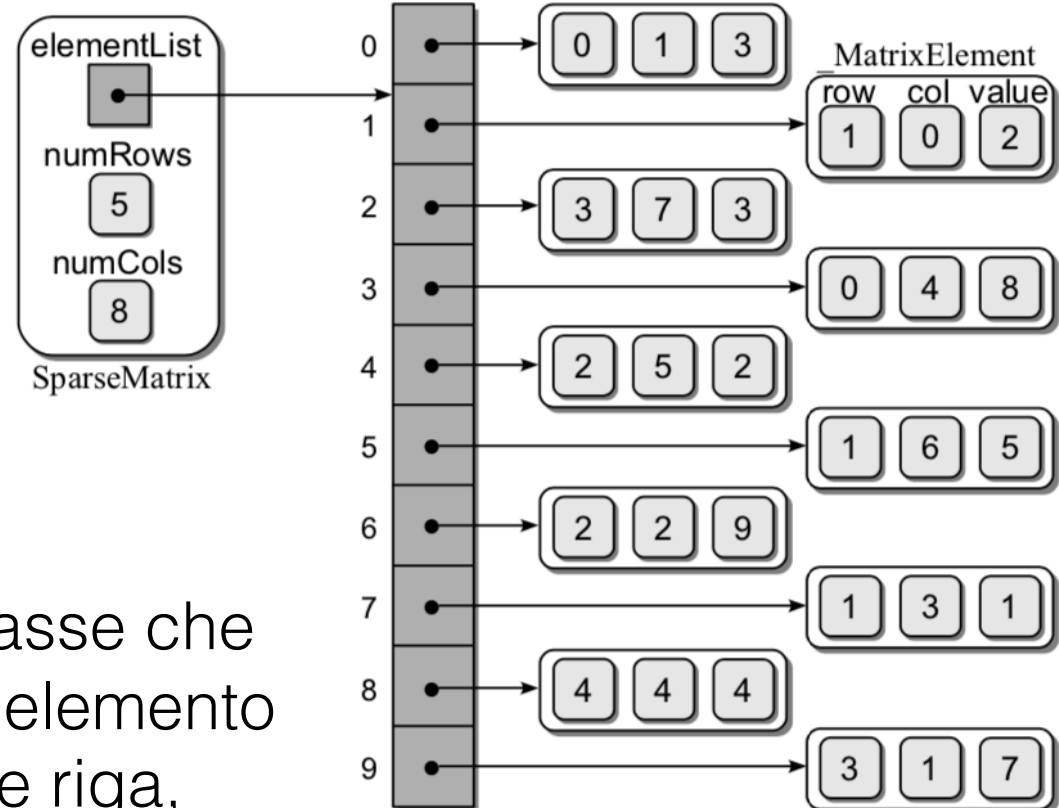 elementList
numRows
5
numCols
8
SparseMatrix
0
0 1 3
_MatrixElement
row col value
1
1 0 2
2
3 7 3
3
0 4 8
4
2 5 2
5
1 6 5
6
2 2 9
7
1 3 1
8
4 4 4
9
3 1 7
asse che
elemento
e riga,